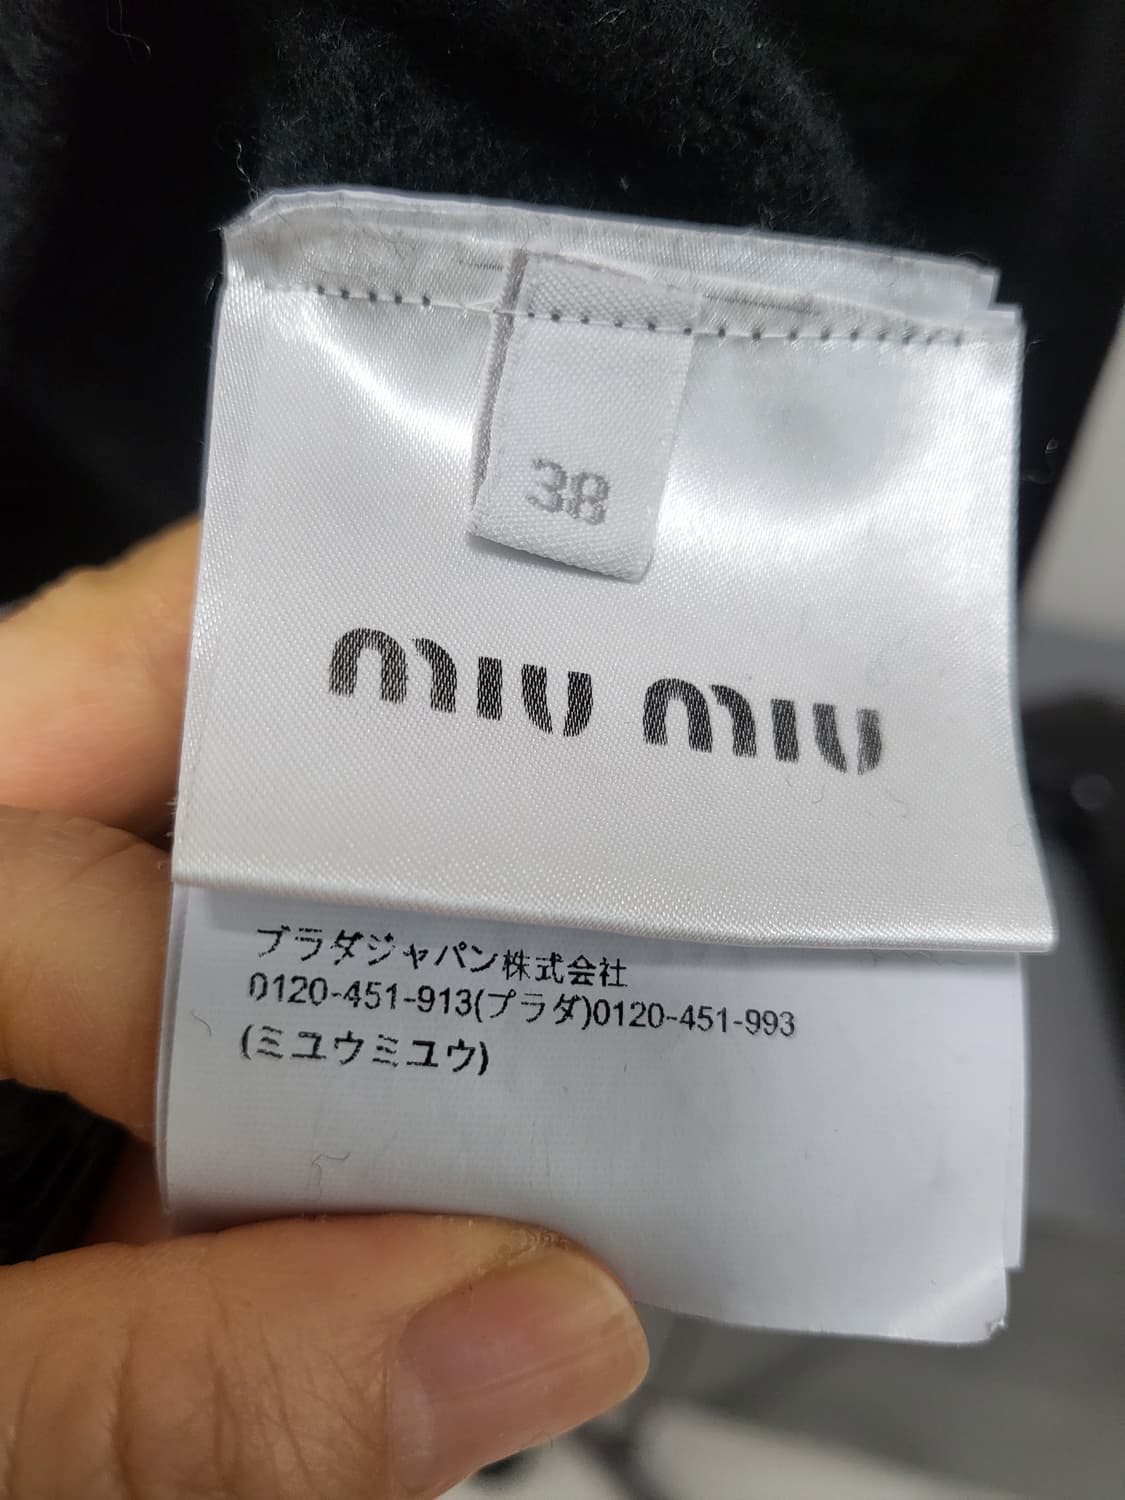 38
miu miu
ブラダジャパン株式会社
0120-451-913(プラダ)0120-451-993
(ミユウミユウ)